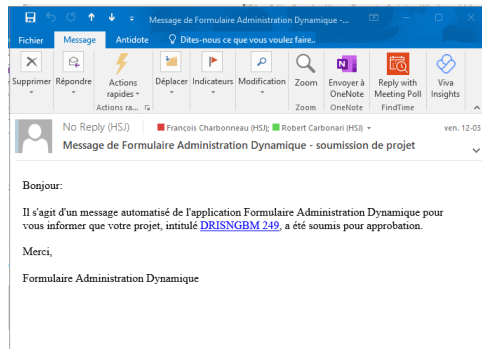 Message de Formulaire Administration Dynamique -...
Fichier Message Antidote Dites-nous ce que vous voulez faire..
Supprimer Répondre Actions rapides Déplacer Indicateurs Modification Zoom Envoyer à OneNote Reply with Meeting Poll Viva Insights
Actions ra... Zoom OneNote FindTime
No Reply (HSJ) François Charbonneau (HSJ); Robert Carbonari (HSJ) ven. 12-03
Message de Formulaire Administration Dynamique - soumission de projet
Bonjour:
Il s'agit d'un message automatisé de l'application Formulaire Administration Dynamique pour
vous informer que votre projet, intitulé DRISNGBM 249, a été soumis pour approbation.
Merci,
Formulaire Administration Dynamique